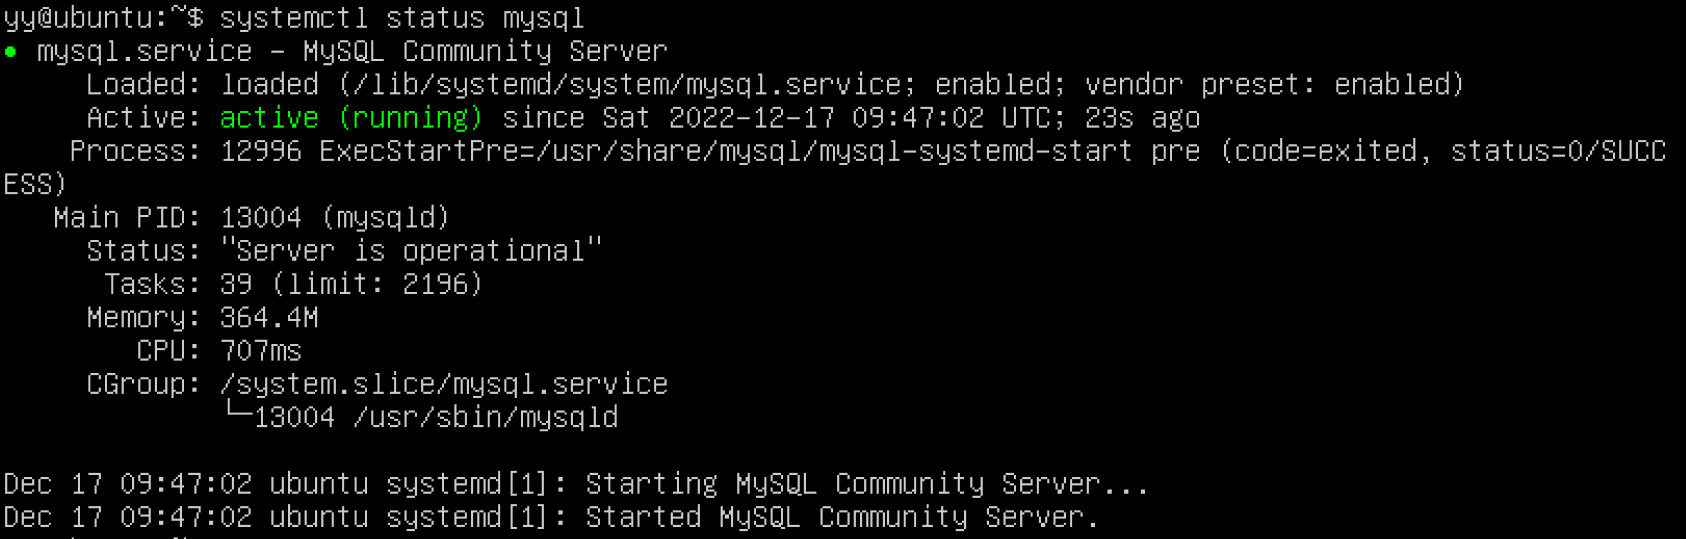 yy@ubuntu:~$ systemctl status mysql
● mysql.service - MySQL Community Server
     Loaded: loaded (/lib/systemd/system/mysql.service; enabled; vendor preset: enabled)
     Active: active (running) since Sat 2022-12-17 09:47:02 UTC; 23s ago
    Process: 12996 ExecStartPre=/usr/share/mysql/mysql-systemd-start pre (code=exited, status=0/SUCC
ESS)
   Main PID: 13004 (mysqld)
     Status: "Server is operational"
      Tasks: 39 (limit: 2196)
     Memory: 364.4M
        CPU: 707ms
     CGroup: /system.slice/mysql.service
             └─13004 /usr/sbin/mysqld

Dec 17 09:47:02 ubuntu systemd[1]: Starting MySQL Community Server...
Dec 17 09:47:02 ubuntu systemd[1]: Started MySQL Community Server.